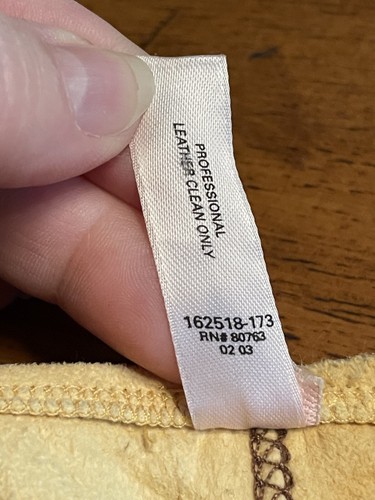 PROFESSIONAL
LEATHER CLEAN ONLY
162518-173
RN# 80763
02 03